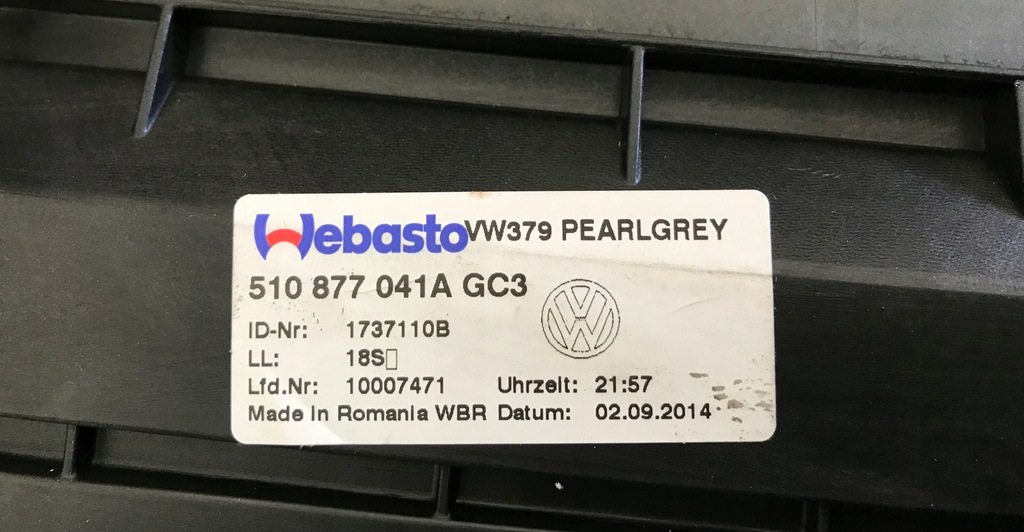 Webasto VW379 PEARLGREY
510 877 041A GC3
ID-Nr: 1737110B
LL: 18S▯
Lfd.Nr: 10007471 Uhrzeit: 21:57
Made in Romania WBR Datum: 02.09.2014